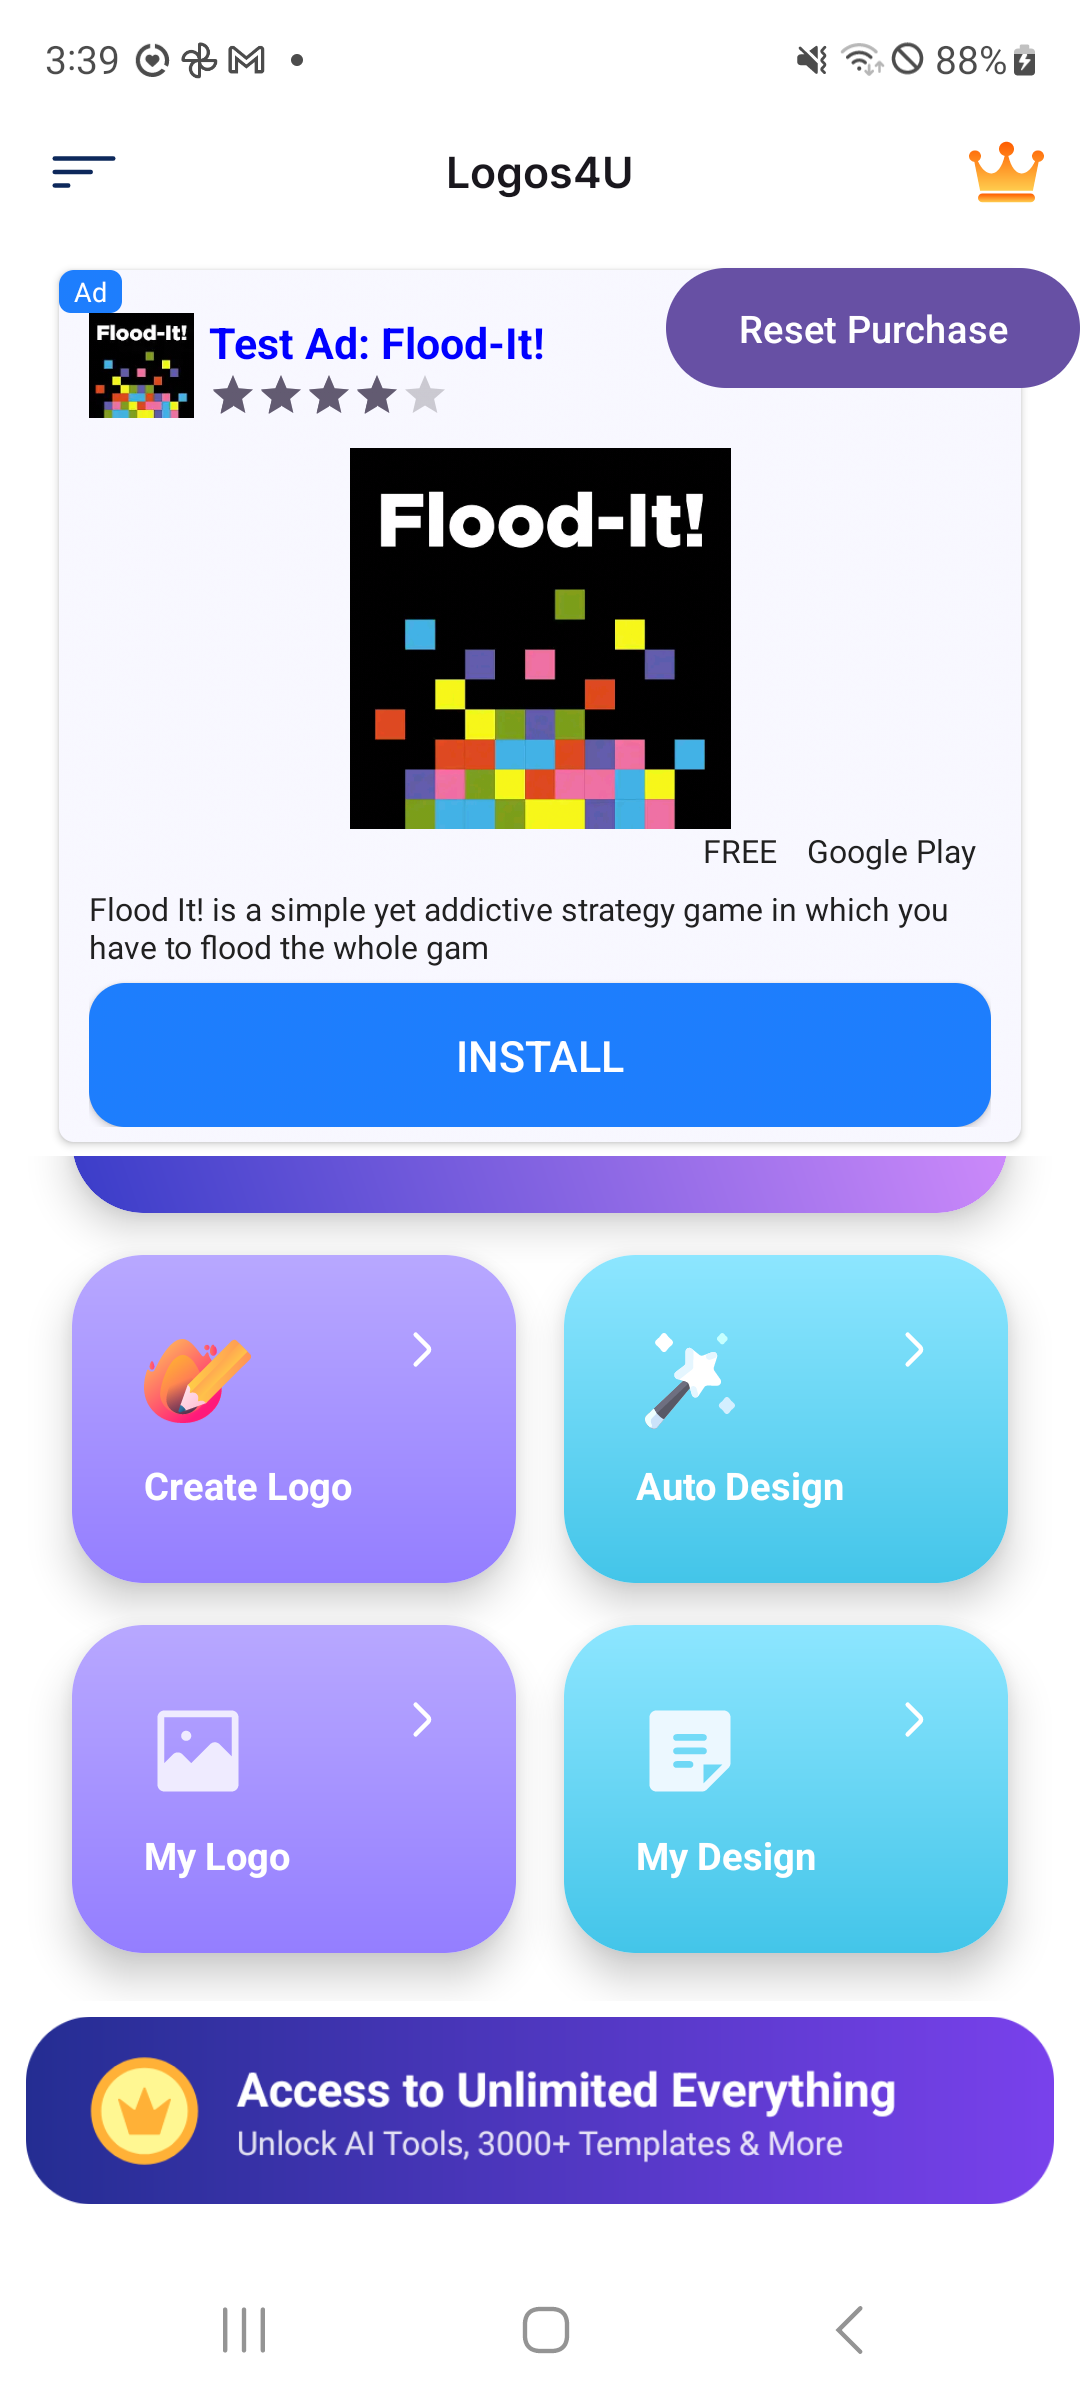 3:39
88%
Logos4U
Ad
Flood-It!
Test Ad: Flood-It!
Reset Purchase
Flood-It!
FREE Google Play
Flood It! is a simple yet addictive strategy game in which you
have to flood the whole gam
INSTALL
Create Logo
Auto Design
My Logo
My Design
Access to Unlimited Everything
Unlock AI Tools, 3000+ Templates & More